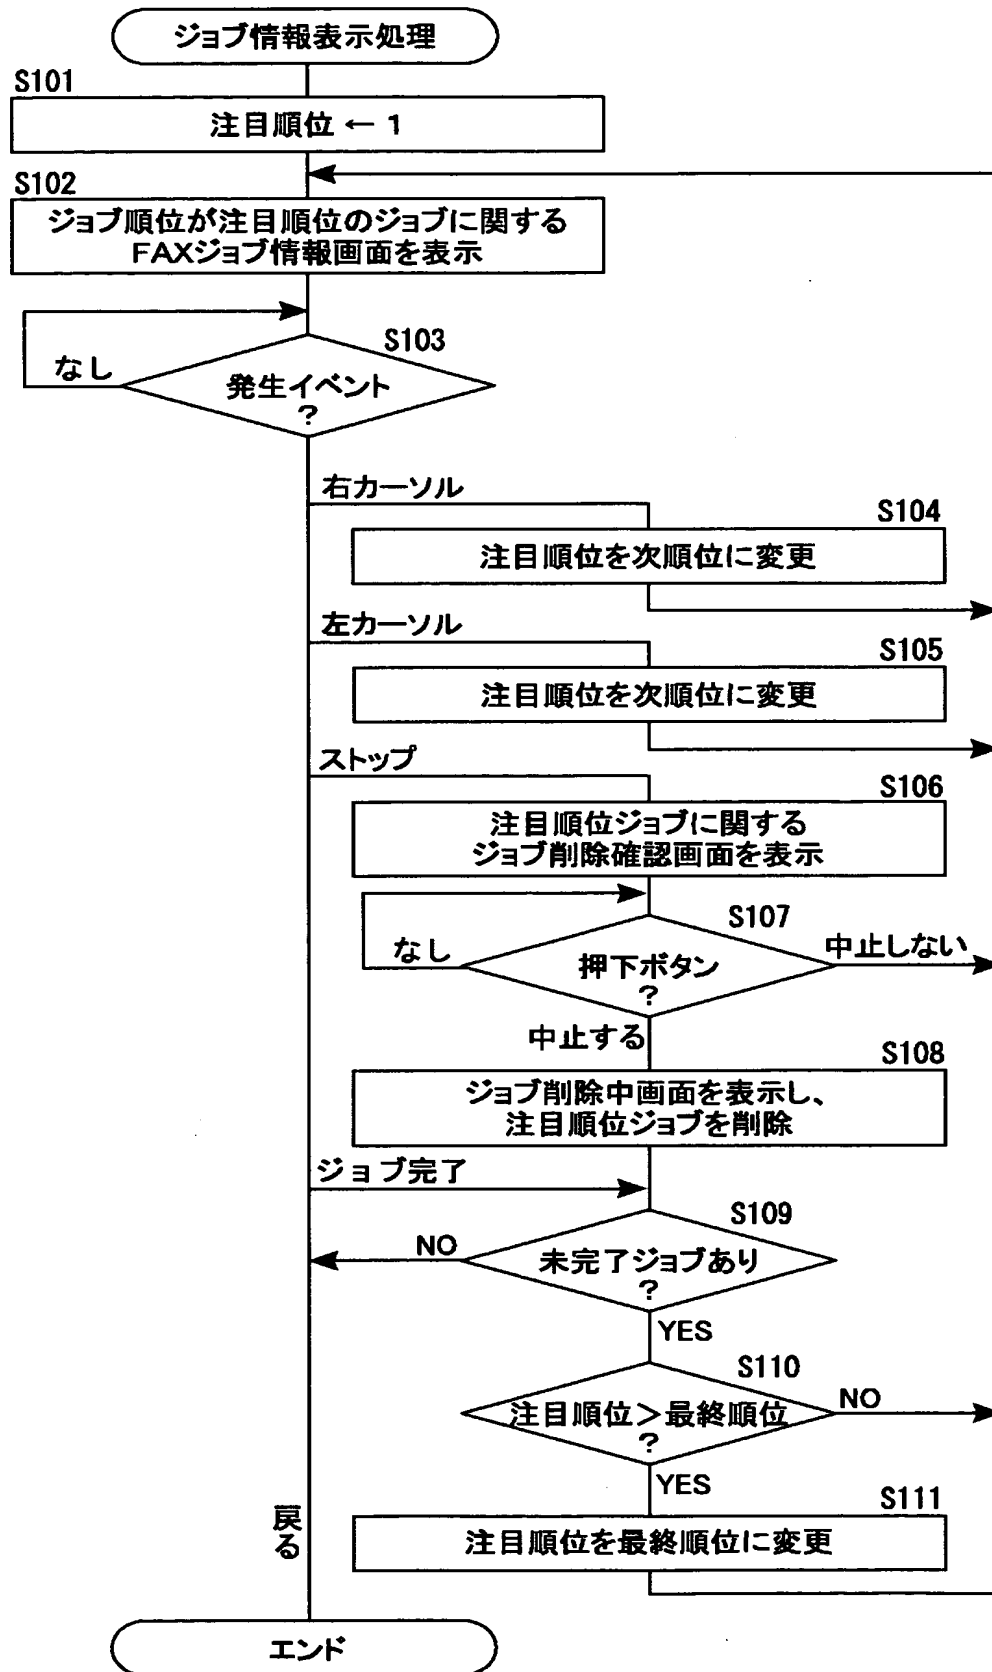 ジョブ情報表示処理
S101
注目順位 ← 1
S102
ジョブ順位が注目順位のジョブに関する
FAXジョブ情報画面を表示
S103
なし
発生イベント
?
右カーソル
S104
注目順位を次順位に変更
左カーソル
S105
注目順位を次順位に変更
ストップ
S106
注目順位ジョブに関する
ジョブ削除確認画面を表示
S107
なし
中止しない
押下ボタン
?
中止する
S108
ジョブ削除中画面を表示し、
注目順位ジョブを削除
ジョブ完了
S109
NO
未完了ジョブあり
?
YES
S110
NO
注目順位>最終順位
?
YES
S111
注目順位を最終順位に変更
戻る
エンド